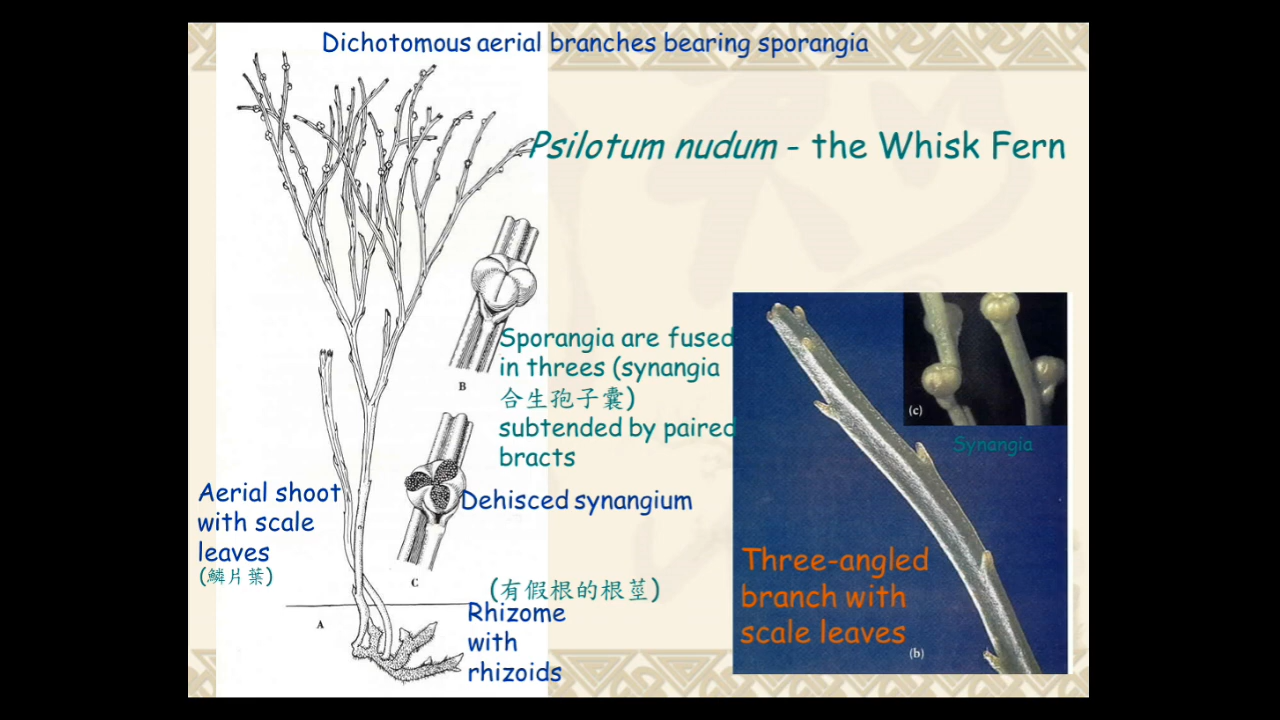 Dichotomous aerial branches bearing sporangia
Psilotum nudum - the Whisk Fern
B
Sporangia are fused
in threes (synangia
合生孢子囊)
subtended by paired
bracts
(c)
Synangia
Aerial shoot
with scale
leaves
(鱗片葉)
Dehisced synangium
C
(有假根的根莖)
A
Rhizome
with
rhizoids
Three-angled
branch with
scale leaves
(b)